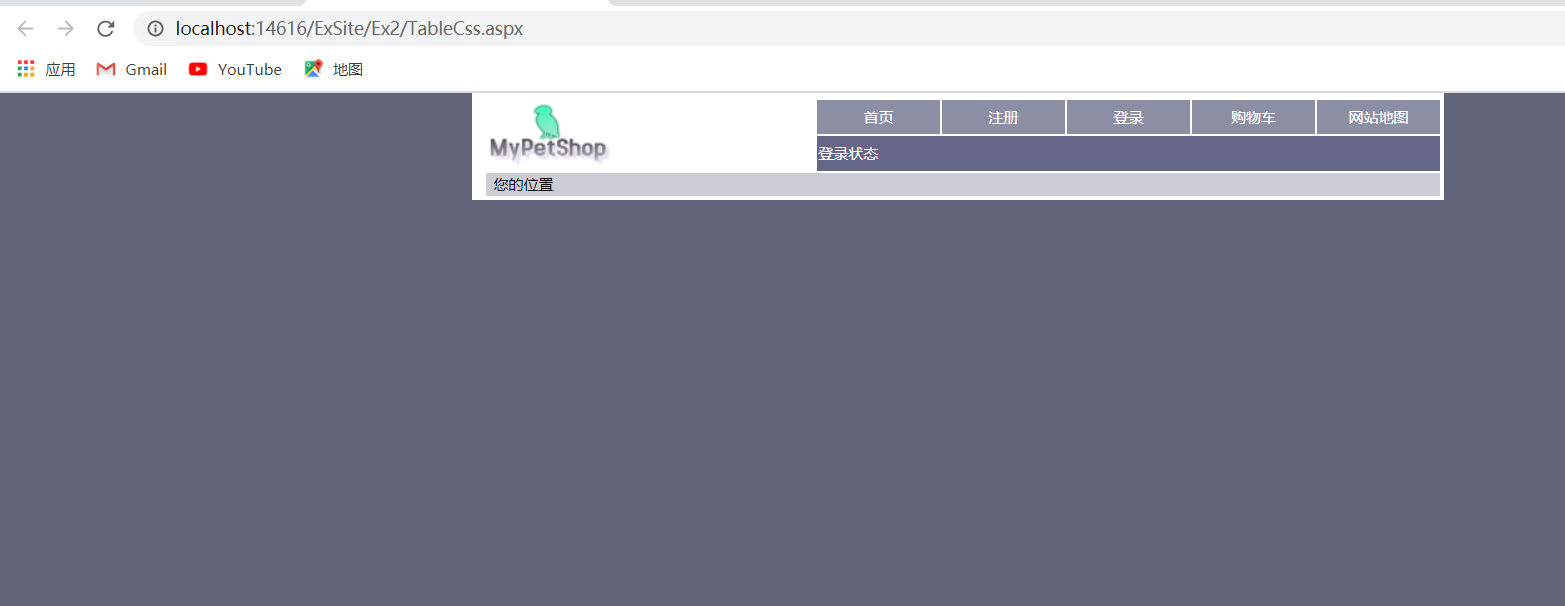 localhost:14616/ExSite/Ex2/TableCss.aspx
应用 Gmail YouTube 地图
MyPetShop
首页 注册 登录 购物车 网站地图
登录状态
您的位置